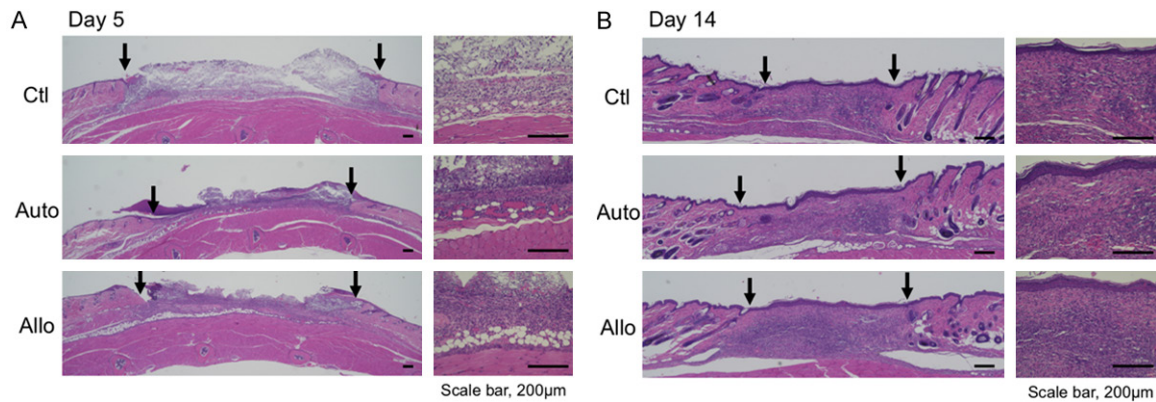 A Day 5
Ctl
Auto
Allo
Scale bar, 200μm
B Day 14
Ctl
Auto
Allo
Scale bar, 200μm